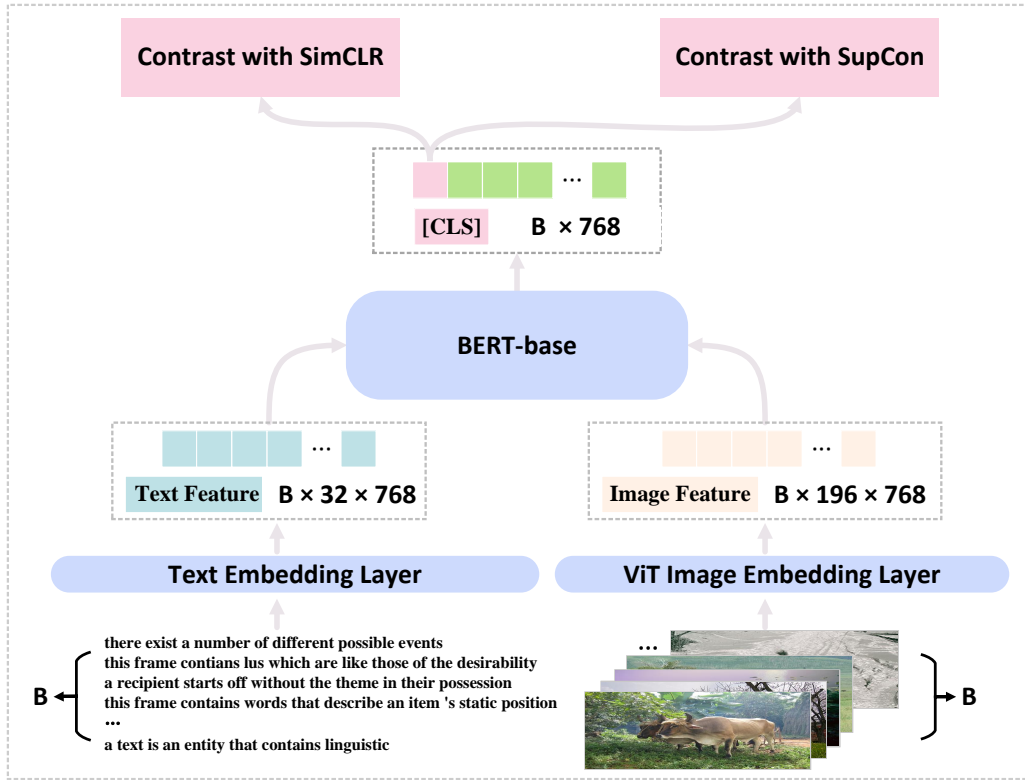 Contrast with SimCLR
Contrast with SupCon
...
[CLS] B × 768
BERT-base
...
Text Feature B × 32 × 768
...
Image Feature B × 196 × 768
Text Embedding Layer
ViT Image Embedding Layer
there exist a number of different possible events
this frame contians lus which are like those of the desirability
a recipient starts off without the theme in their possession
this frame contains words that describe an item 's static position
...
a text is an entity that contains linguistic
B
...
B